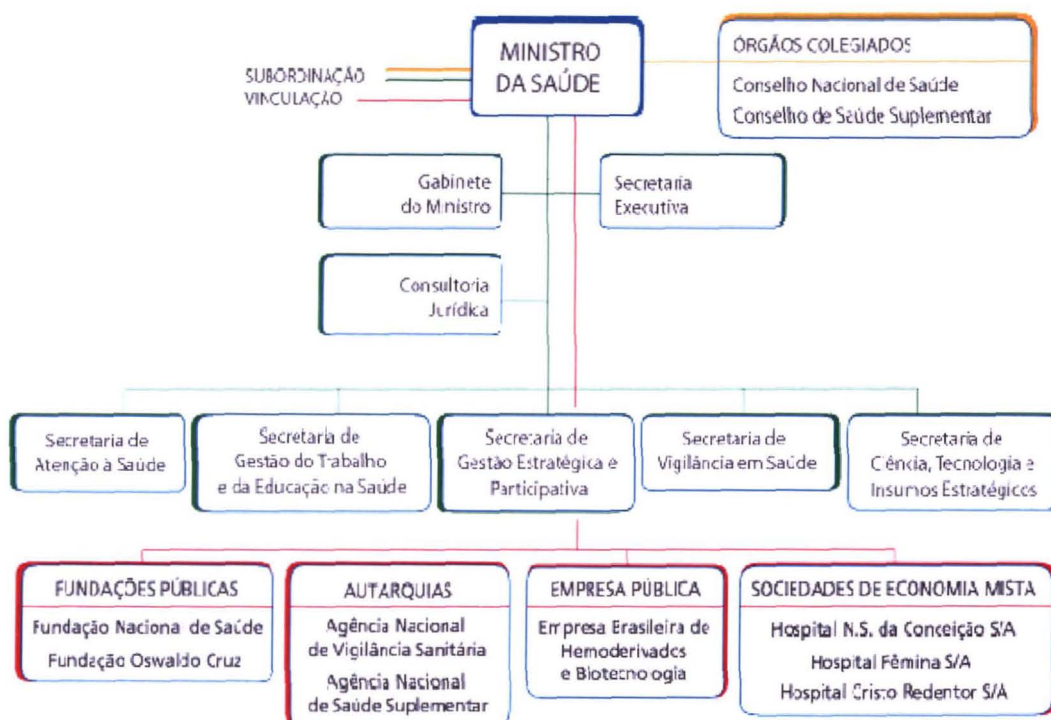 MINISTRO
DA SAÚDE
ÓRGÃOS COLEGIADOS
Conselho Nacional de Saúde
Conselho de Saúde Suplementar
SUBORDINAÇÃO
VINCULAÇÃO
Gabinete
do Ministro
Secretaria
Executiva
Consultoria
Jurídica
Secretaria de
Atenção à Saúde
Secretaria de
Gestão do Trabalho
e da Educação na Saúde
Secretaria de
Gestão Estratégica e
Participativa
Secretaria de
Vigilância em Saúde
Secretaria de
Ciência, Tecnologia e
Insumos Estratégicos
FUNDAÇÕES PÚBLICAS
Fundação Nacional de Saúde
Fundação Oswaldo Cruz
AUTARQUIAS
Agência Nacional
de Vigilância Sanitária
Agência Nacional
de Saúde Suplementar
EMPRESA PÚBLICA
Empresa Brasileira de
Hemoderivados
e Biotecnologia
SOCIEDADES DE ECONOMIA MISTA
Hospital N.S. da Conceição S/A
Hospital Fêmina S/A
Hospital Cristo Redentor S/A